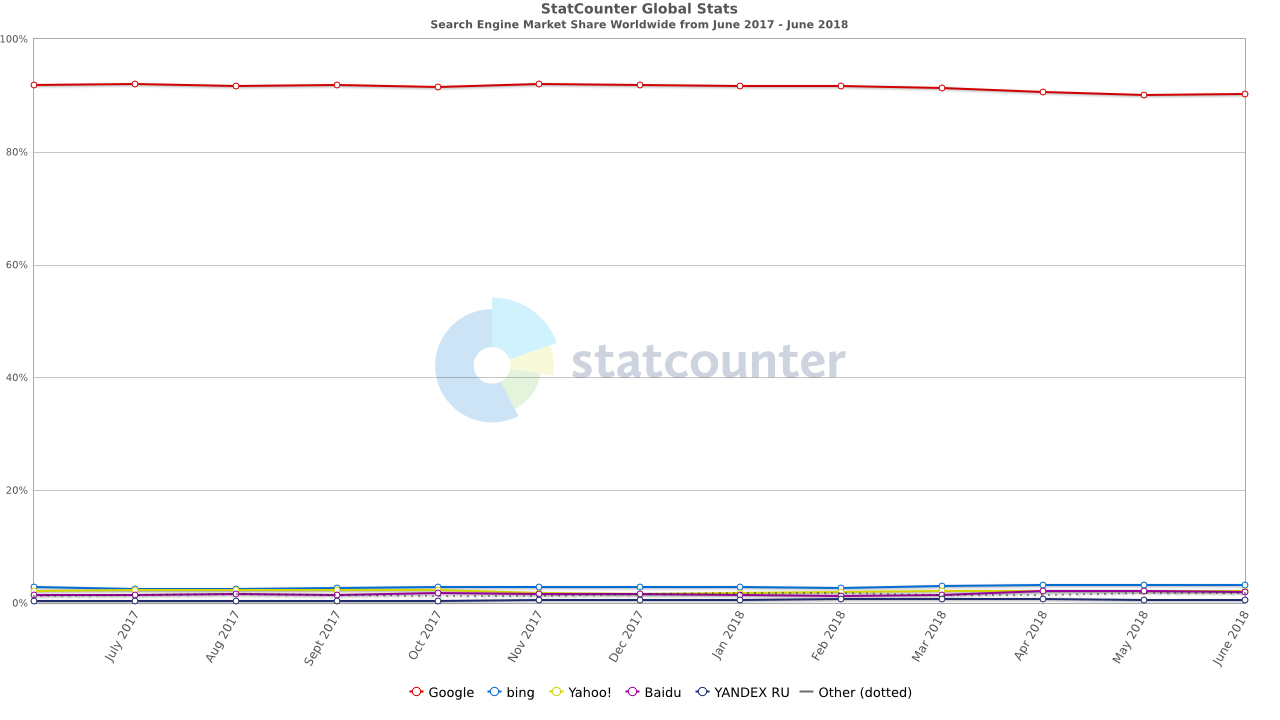 StatCounter Global Stats
Search Engine Market Share Worldwide from June 2017 - June 2018
100%
80%
60%
40%
20%
0%
statcounter
July 2017
Aug 2017
Sept 2017
Oct 2017
Nov 2017
Dec 2017
Jan 2018
Feb 2018
Mar 2018
Apr 2018
May 2018
June 2018
Google bing Yahoo! Baidu YANDEX RU Other (dotted)